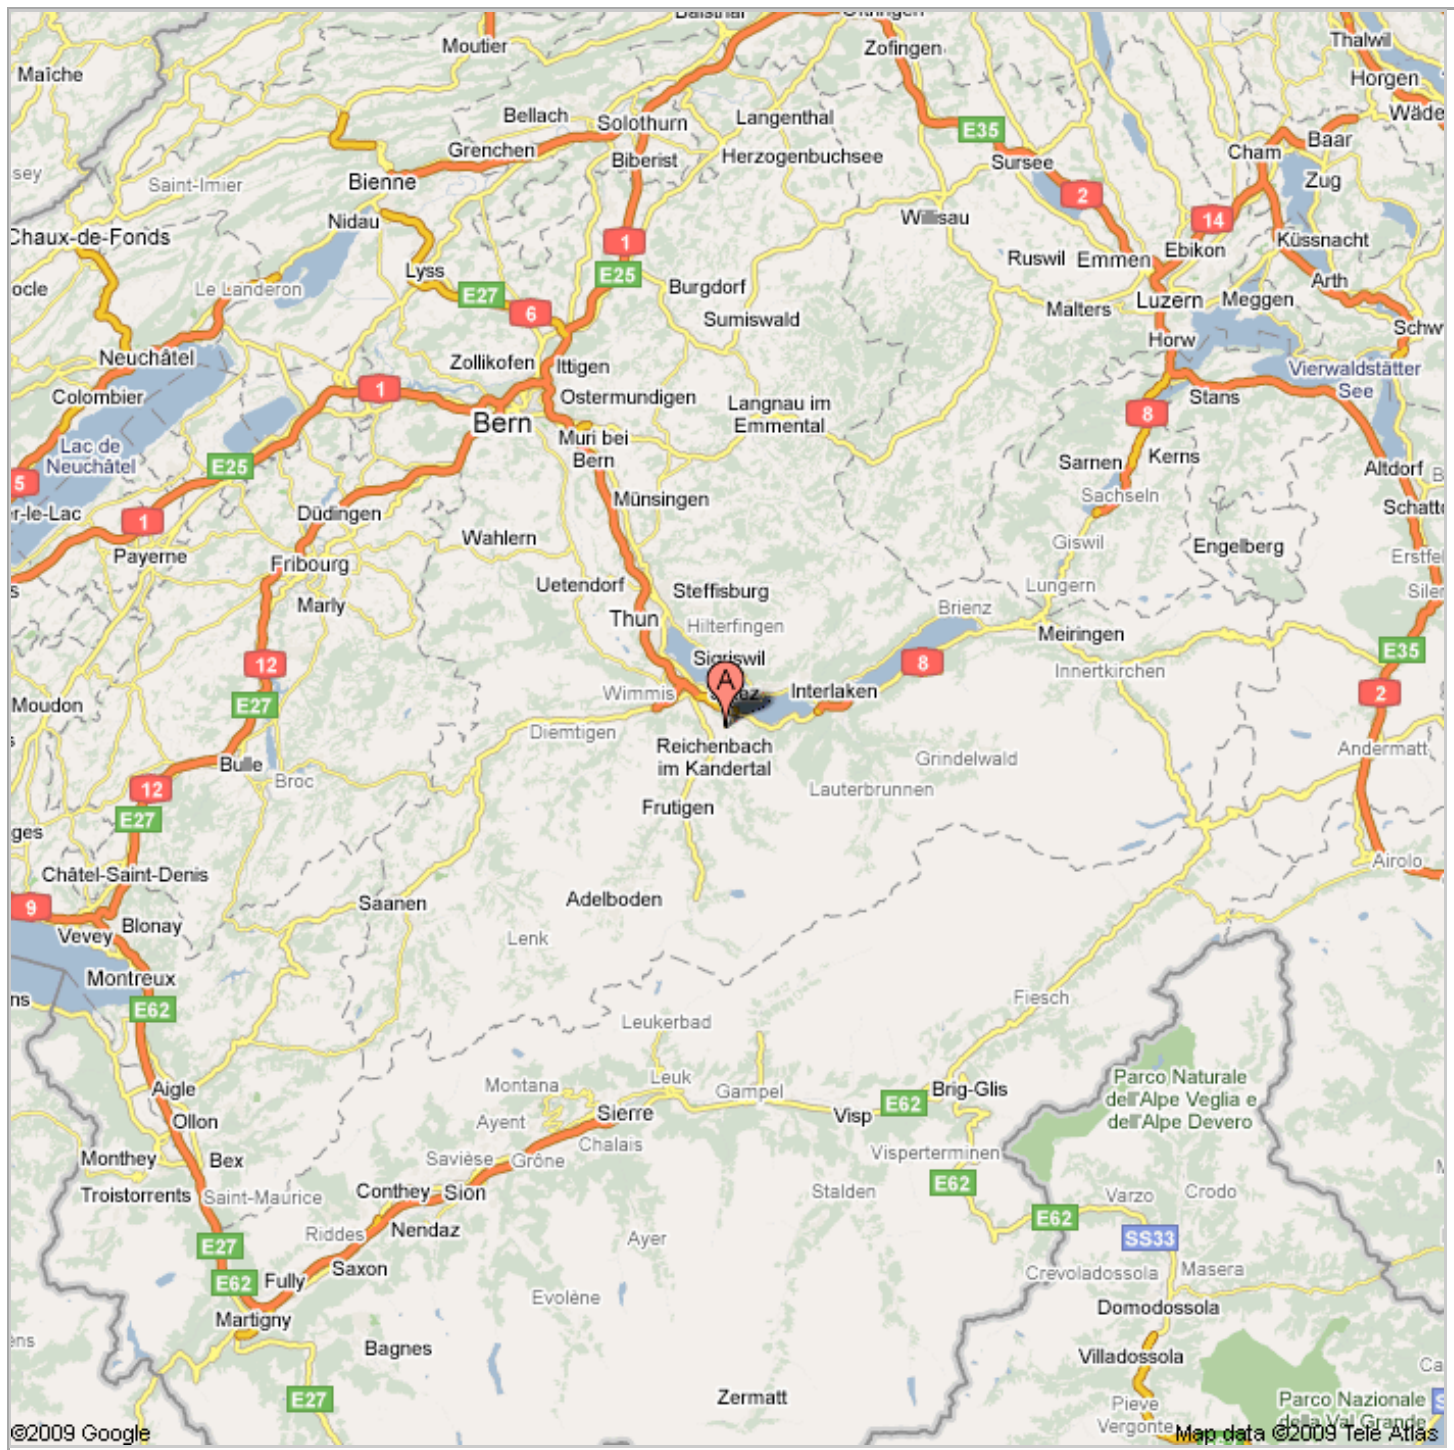 Moutier
Zofingen
Thalwil
Maîche
Horgen
Bellach
Solothurn
Langenthal
E35
Baar
Grenchen
Biberist
Herzogenbuchsee
Sursee
Cham
Saint-Imier
Bienne
2
Zug
Nidau
Willisau
14
Chaux-de-Fonds
1
Küssnacht
Ebikon
Ruswil
Emmen
Lyss
E25
Arth
Le Landeron
E27
Burgdorf
Luzern
Meggen
6
Sumiswald
Malters
Horw
Neuchâtel
Zollikofen
Ittigen
Vierwaldstätter
See
Colombier
1
Ostermundigen
Stans
Langnau im
Emmental
8
Bern
Muri bei
Bern
Lac de
Neuchâtel
E25
Sarnen
Kerns
Altdorf
5
Sachseln
Münsingen
1
Düdingen
Wahlern
Giswil
Engelberg
Payerne
Fribourg
Uetendorf
Steffisburg
Lungern
Marly
Thun
Hilterfingen
Brienz
Meiringen
12
Sigriswil
8
Innertkirchen
E35
A
Wimmis
Interlaken
2
Moudon
E27
Diemtigen
Reichenbach
im Kandertal
Grindelwald
Andermatt
Bulle
Broc
Lauterbrunnen
12
Frutigen
E27
Châtel-Saint-Denis
Airolo
9
Saanen
Adelboden
Blonay
Vevey
Lenk
Montreux
E62
Fiesch
Leukerbad
Aigle
Montana
Leuk
Gampel
Brig-Glis
Parco Naturale
dell'Alpe Veglia e
dell'Alpe Devero
E62
Ollon
Ayent
Sierre
Visp
Chalais
Monthey
Bex
Savièse
Grône
Visperterminen
Troistorrents
Saint-Maurice
Conthey
Sion
Stalden
E62
Varzo
Crodo
Riddes
Nendaz
E62
E27
Ayer
SS33
Saxon
Crevoladossola
Masera
E62
Fully
Evolène
Domodossola
Martigny
Bagnes
Villadossola
E27
Zermatt
Pieve
Vergonte
Parco Nazionale
della Val Grande
©2009 Google
Map data ©2009 Tele Atlas